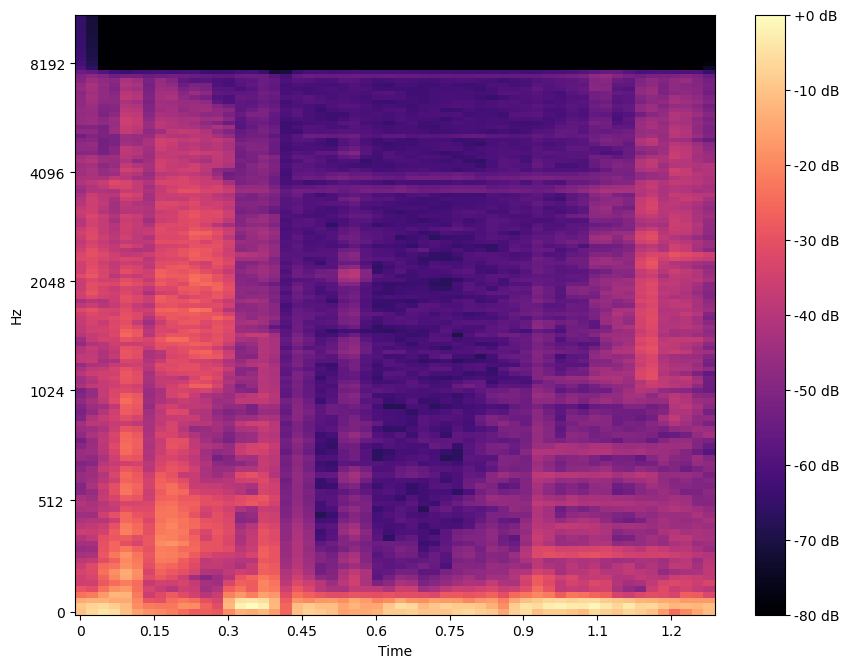 +0 dB
8192
-10 dB
4096
-20 dB
-30 dB
2048
Hz
-40 dB
1024
-50 dB
-60 dB
512
-70 dB
0
-80 dB
0 0.15 0.3 0.45 0.6 0.75 0.9 1.1 1.2
Time